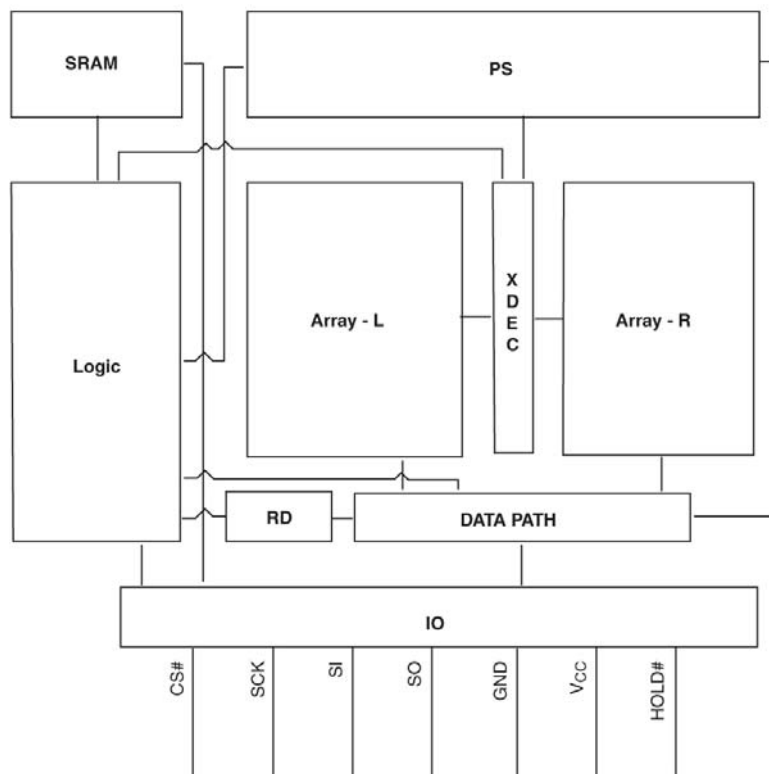 SRAM
PS
Logic
Array - L
X
D
E
C
Array - R
RD
DATA PATH
IO
CS#
SCK
SI
SO
GND
VCC
HOLD#